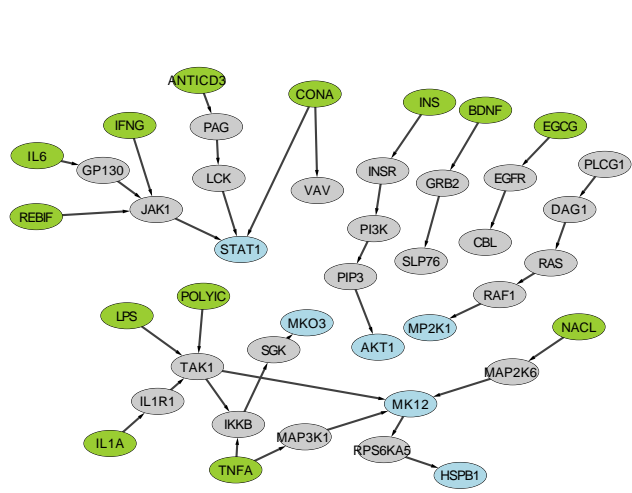 ANTICD3
CONA
INS
BDNF
IFNG
PAG
EGCG
IL6
GP130
LCK
VAV
INSR
GRB2
EGFR
PLCG1
REBIF
JAK1
DAG1
STAT1
PI3K
SLP76
CBL
PIP3
RAS
POLYIC
RAF1
LPS
MKO3
MP2K1
NACL
SGK
AKT1
TAK1
MAP2K6
IL1R1
MK12
IKKB
IL1A
MAP3K1
RPS6KA5
TNFA
HSPB1